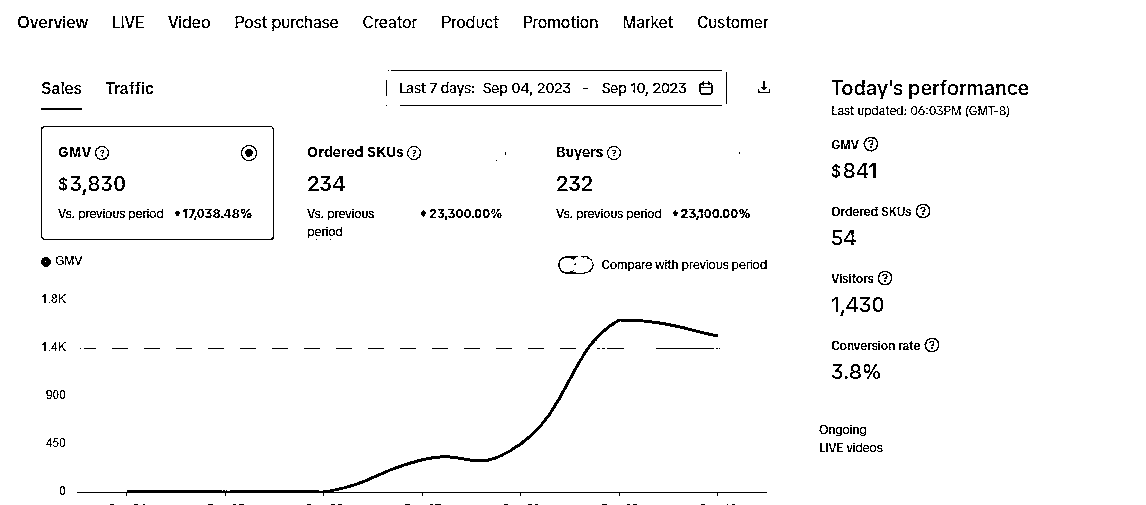 Overview LIVE Video Post purchase Creator Product Promotion Market Customer
Sales Traffic
Last 7 days: Sep 04, 2023 - Sep 10, 2023
GMV
$3,830
Vs. previous period 17,038.48%
Ordered SKUs
234
Vs. previous period 23,300.00%
Buyers
232
Vs. previous period 23,100.00%
GMV
Compare with previous period
1.8K
1.4K
900
450
0
Today's performance
Last updated: 06:03PM (GMT-8)
GMV
$841
Ordered SKUs
54
Visitors
1,430
Conversion rate
3.8%
Ongoing
LIVE videos